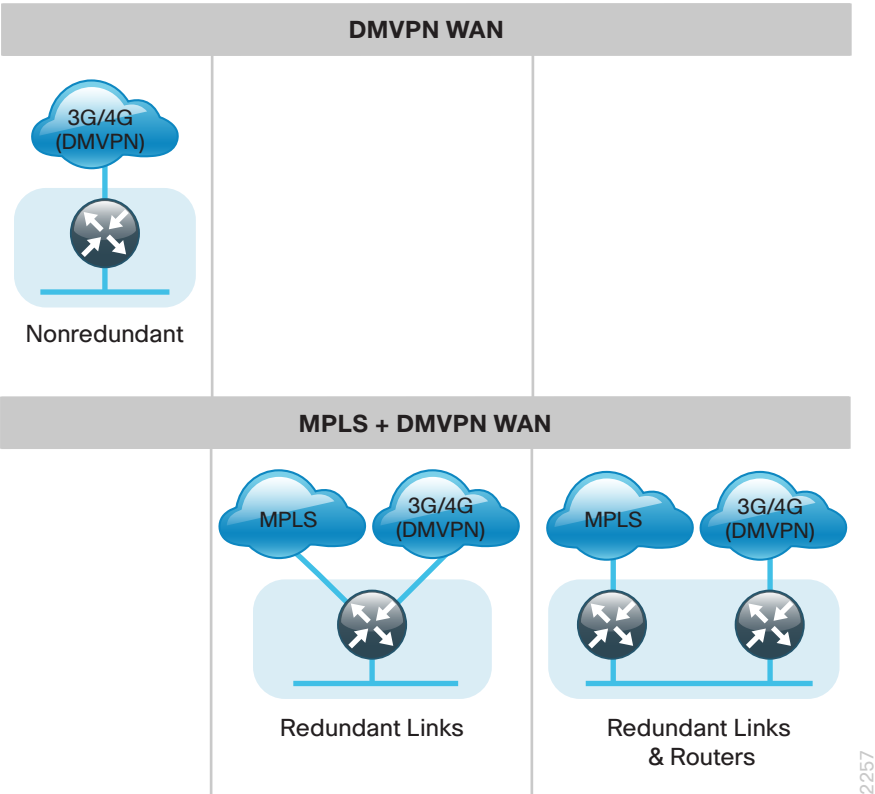 DMVPN WAN
3G/4G
(DMVPN)
Nonredundant
MPLS + DMVPN WAN
MPLS
3G/4G
(DMVPN)
Redundant Links
MPLS
3G/4G
(DMVPN)
Redundant Links
& Routers
2257